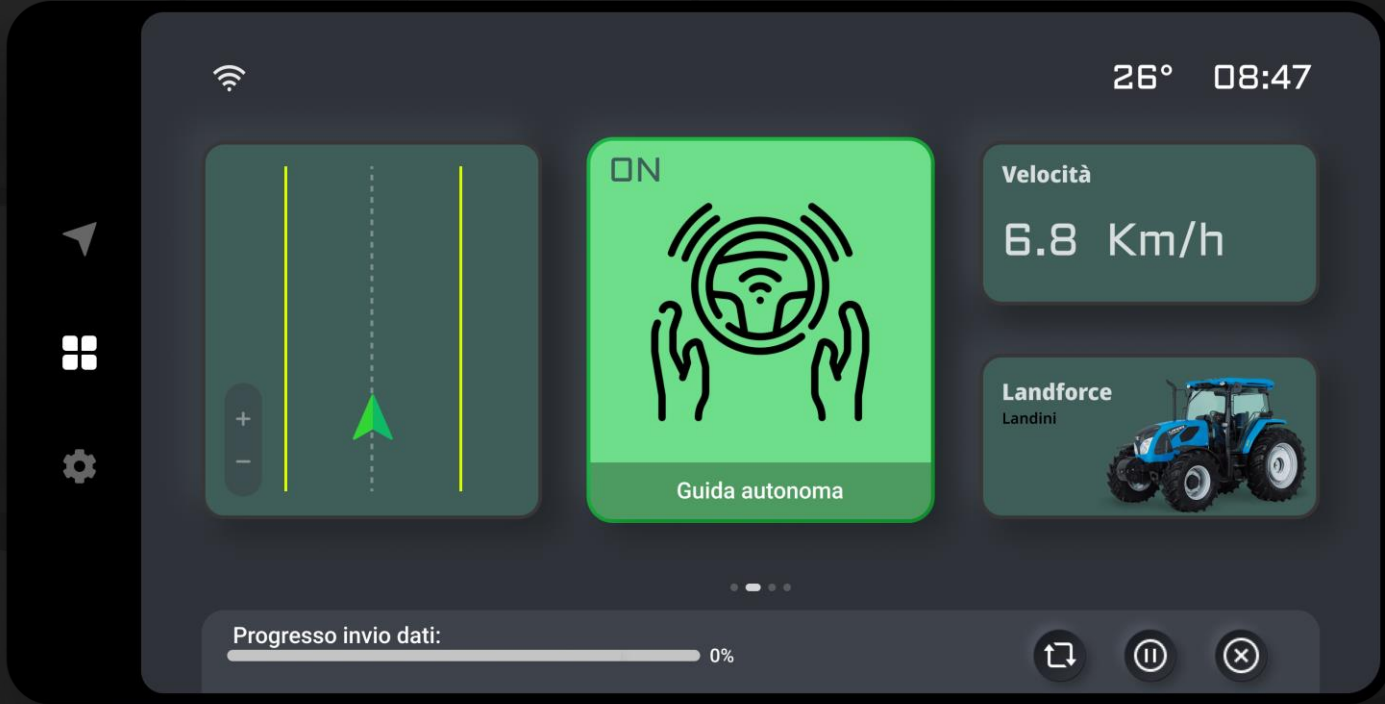 26° 08:47
ON
Guida autonoma
Velocità
6.8 Km/h
Landforce
Landini
Progresso invio dati:
0%